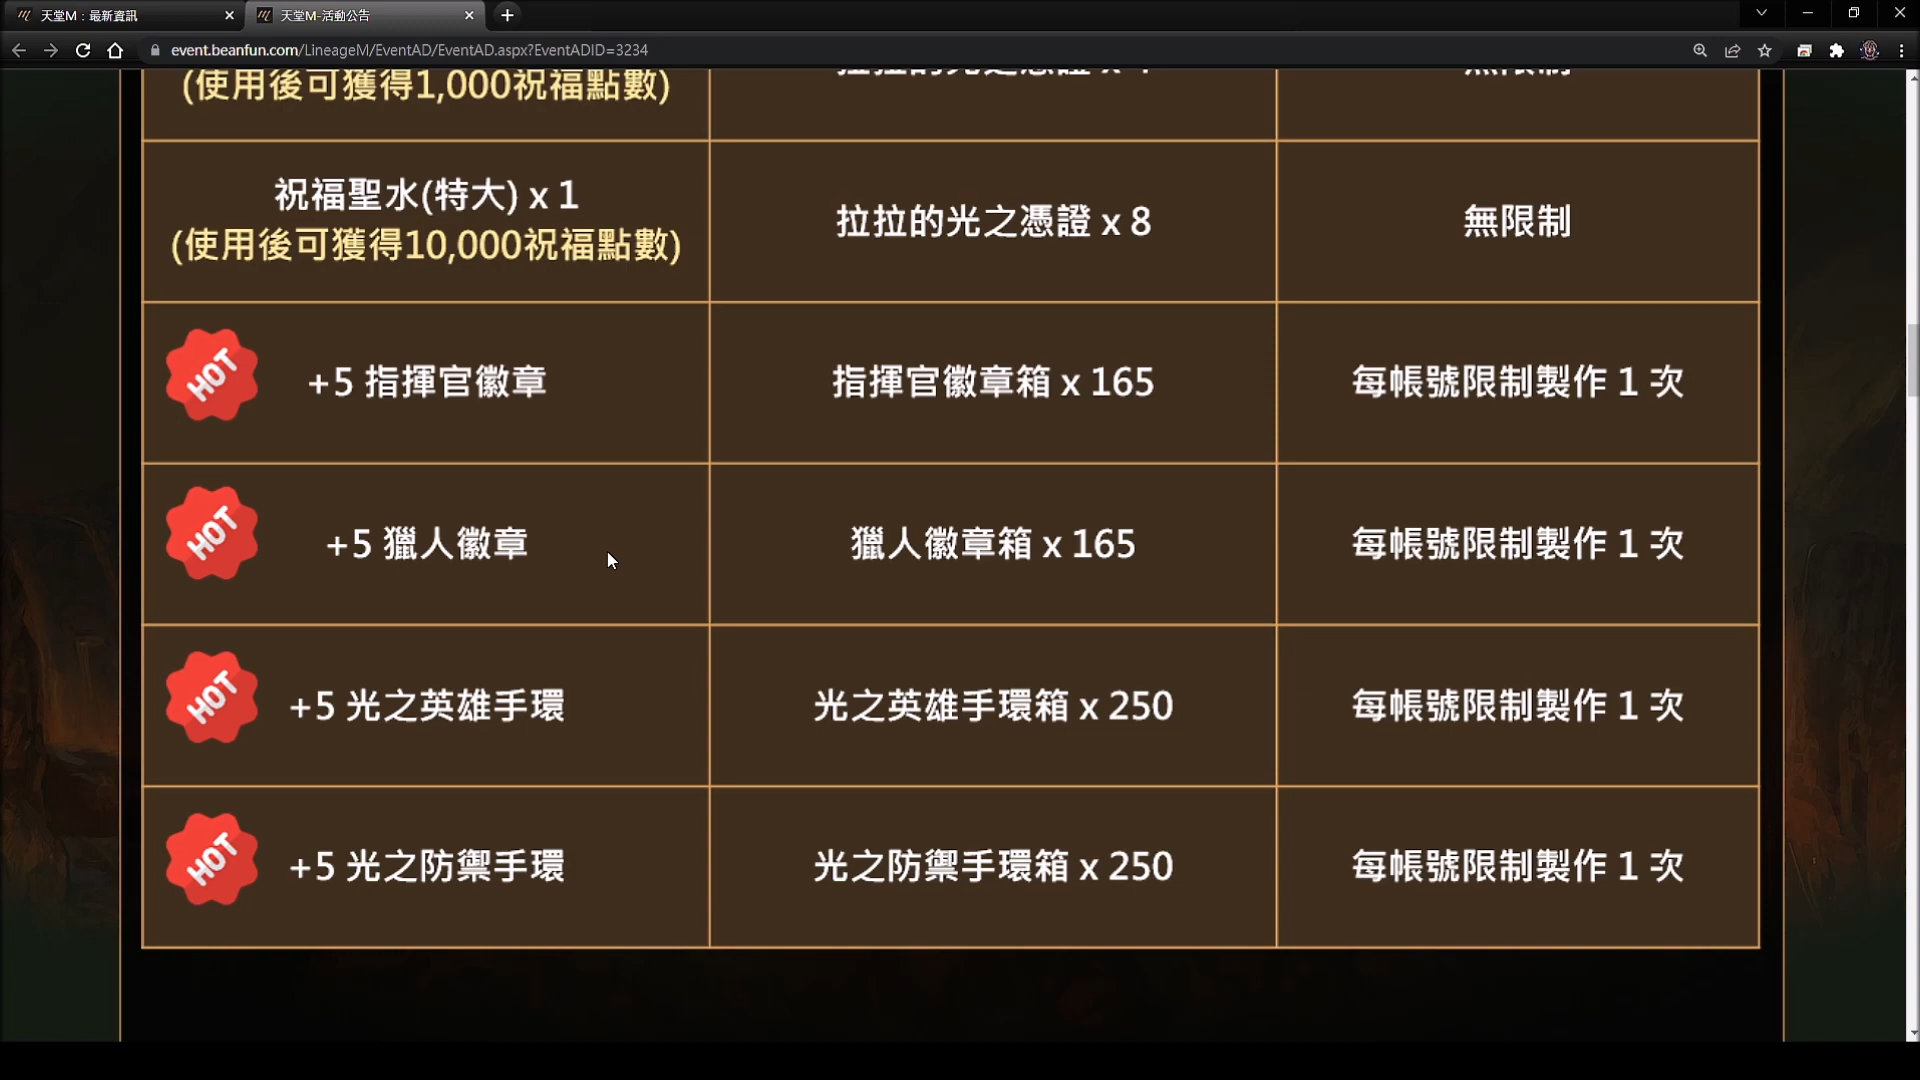 天堂M：最新資訊
天堂M-活動公告
event.beanfun.com/LineageM/EventAD/EventAD.aspx?EventADID=3234
(使用後可獲得1,000祝福點數)
祝福聖水(特大) x 1
(使用後可獲得10,000祝福點數)
拉拉的光之憑證 x 8
無限制
HOT
+5 指揮官徽章
指揮官徽章箱 x 165
每帳號限制製作 1 次
HOT
+5 獵人徽章
獵人徽章箱 x 165
每帳號限制製作 1 次
HOT
+5 光之英雄手環
光之英雄手環箱 x 250
每帳號限制製作 1 次
HOT
+5 光之防禦手環
光之防禦手環箱 x 250
每帳號限制製作 1 次